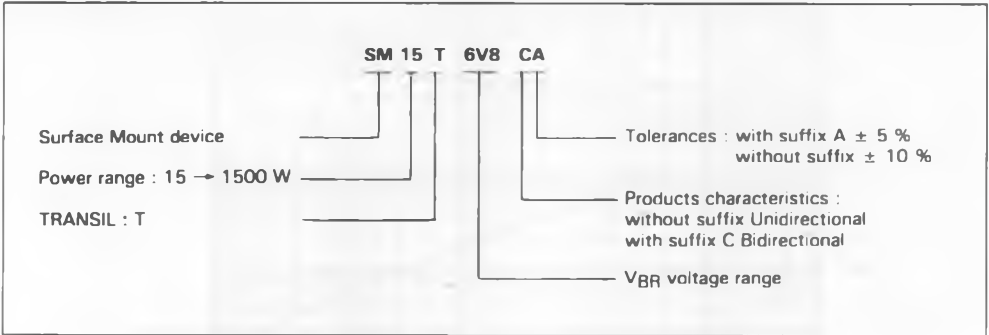 SM 15 T 6V8 CA
Surface Mount device
Power range : 15 → 1500 W
TRANSIL : T
Tolerances : with suffix A ± 5 %
without suffix ± 10 %
Products characteristics :
without suffix Unidirectional
with suffix C Bidirectional
VBR voltage range